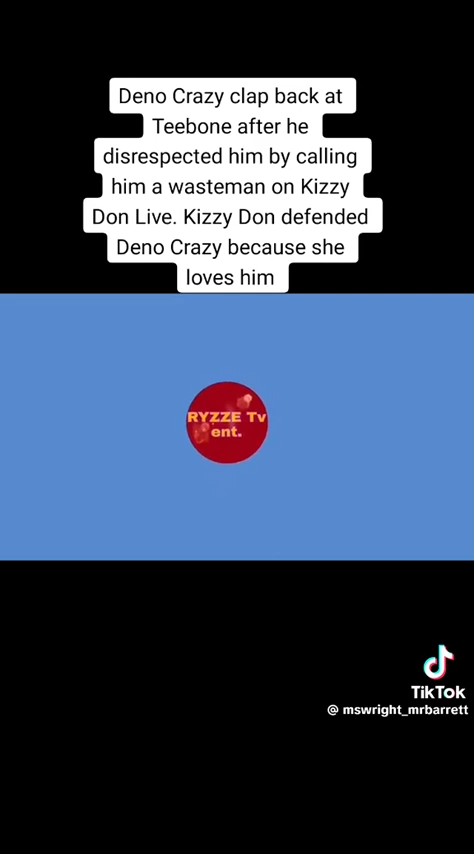 Deno Crazy clap back at
Teebone after he
disrespected him by calling
him a wasteman on Kizzy
Don Live. Kizzy Don defended
Deno Crazy because she
loves him
RYZZE Tv
ent.
TikTok
@ mswright_mrbarrett